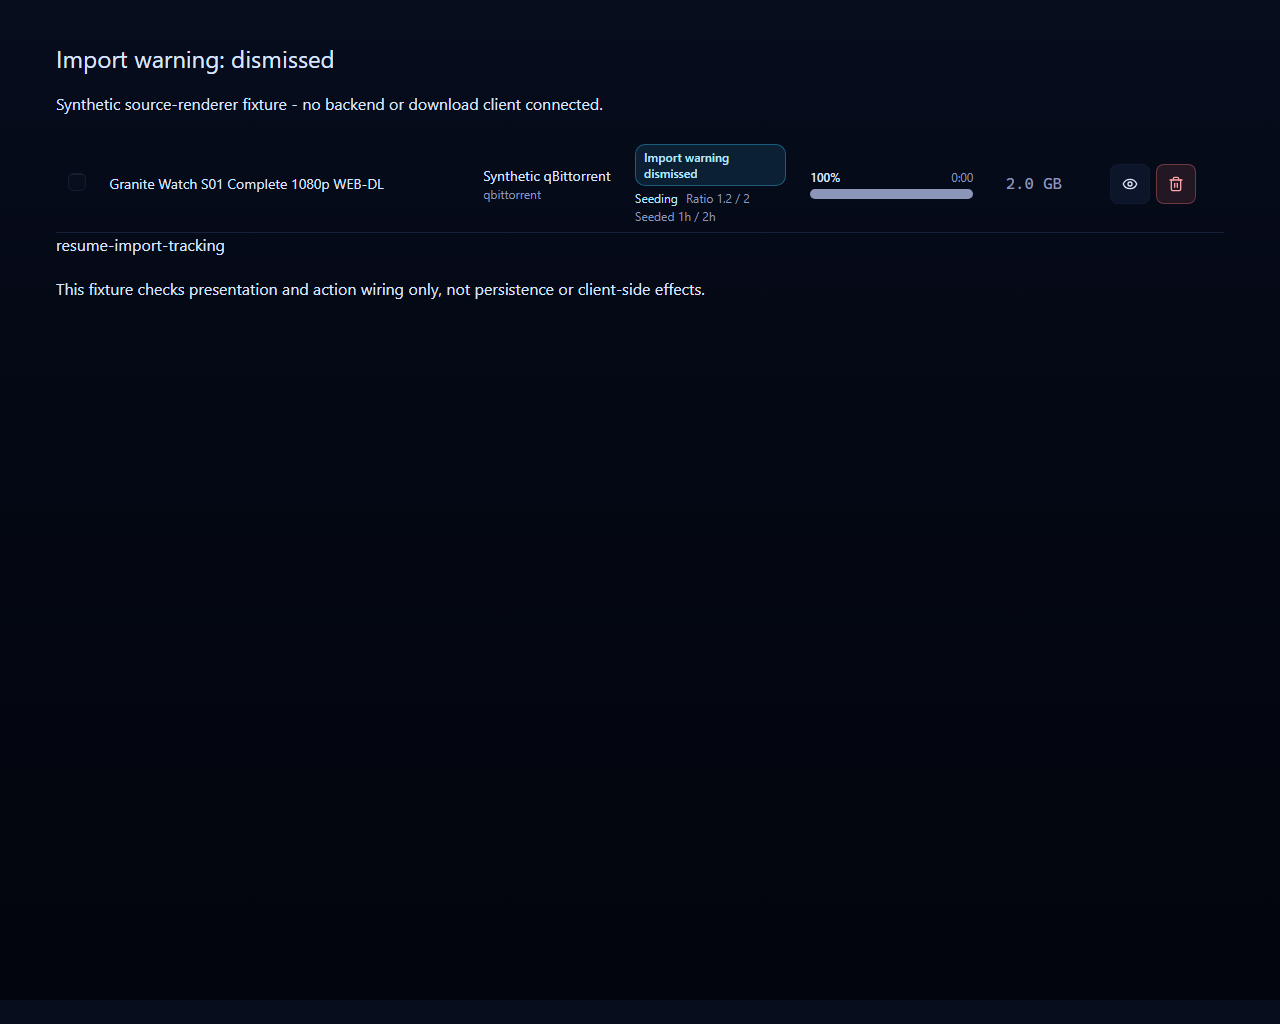 Import warning: dismissed
Synthetic source-renderer fixture - no backend or download client connected.
Granite Watch S01 Complete 1080p WEB-DL
Synthetic qBittorrent
qbittorrent
Import warning
dismissed
Seeding Ratio 1.2 / 2
Seeded 1h / 2h
100% 0:00
2.0 GB
resume-import-tracking
This fixture checks presentation and action wiring only, not persistence or client-side effects.